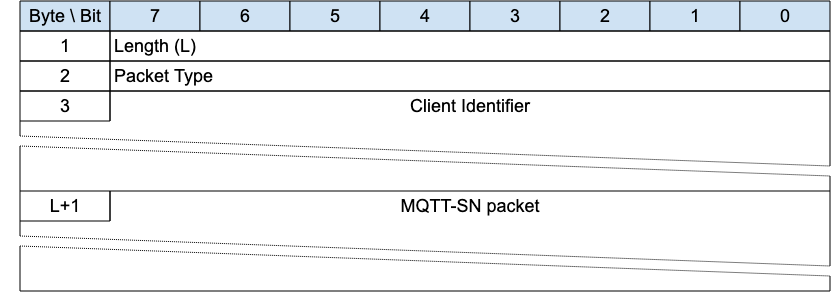 Byte \ Bit 7 6 5 4 3 2 1 0
1 Length (L)
2 Packet Type
3 Client Identifier
L+1 MQTT-SN packet